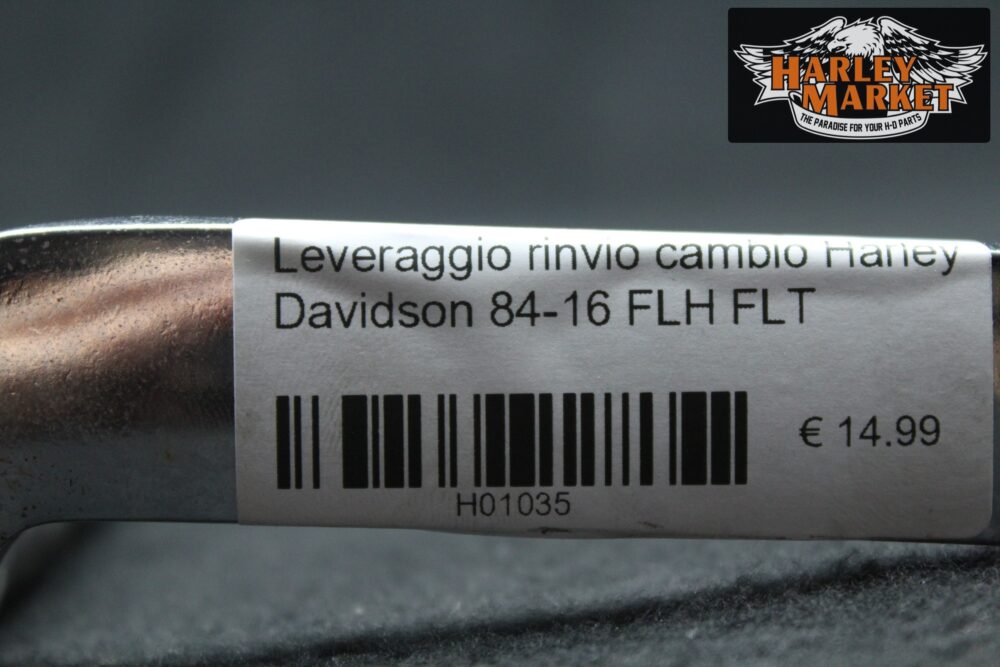 HARLEY
MARKET
THE PARADISE FOR YOUR H-D PARTS
Leveraggio rinvio cambio Harley
Davidson 84-16 FLH FLT
€ 14.99
H01035